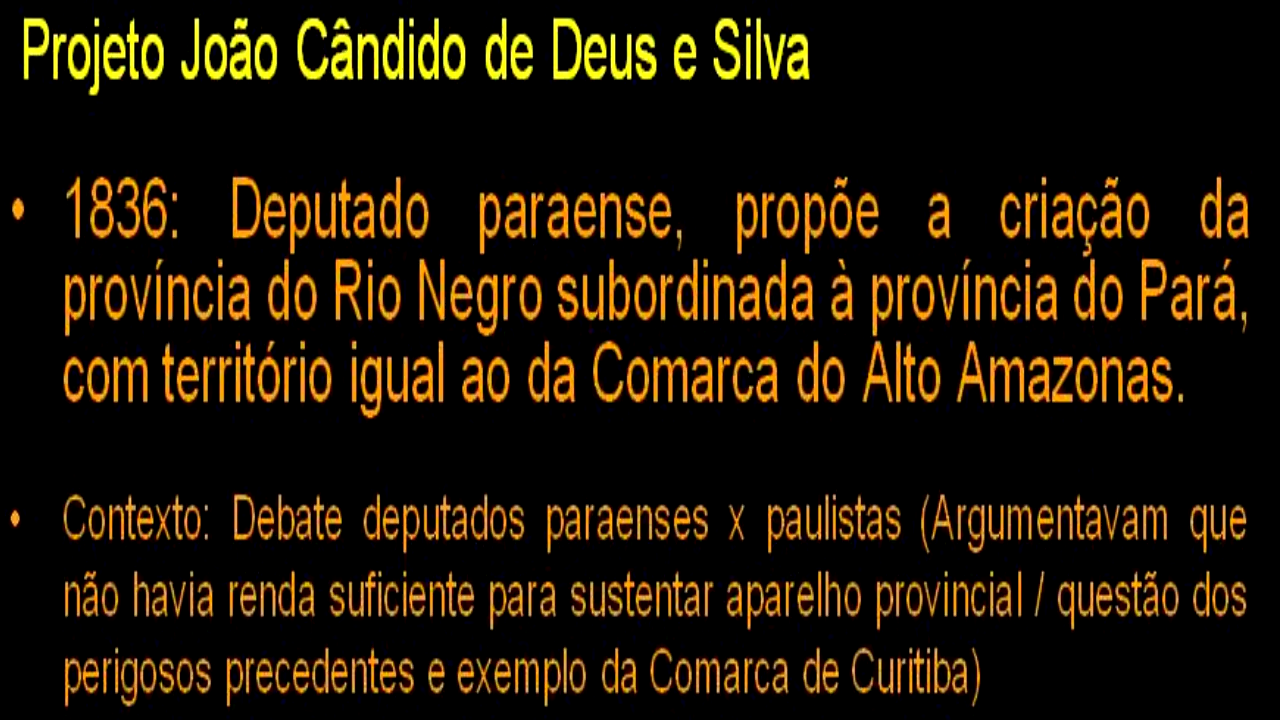 Projeto João Cândido de Deus e Silva
• 1836: Deputado paraense, propõe a criação da
província do Rio Negro subordinada à província do Pará,
com território igual ao da Comarca do Alto Amazonas.
• Contexto: Debate deputados paraenses x paulistas (Argumentavam que
não havia renda suficiente para sustentar aparelho provincial / questão dos
perigosos precedentes e exemplo da Comarca de Curitiba)